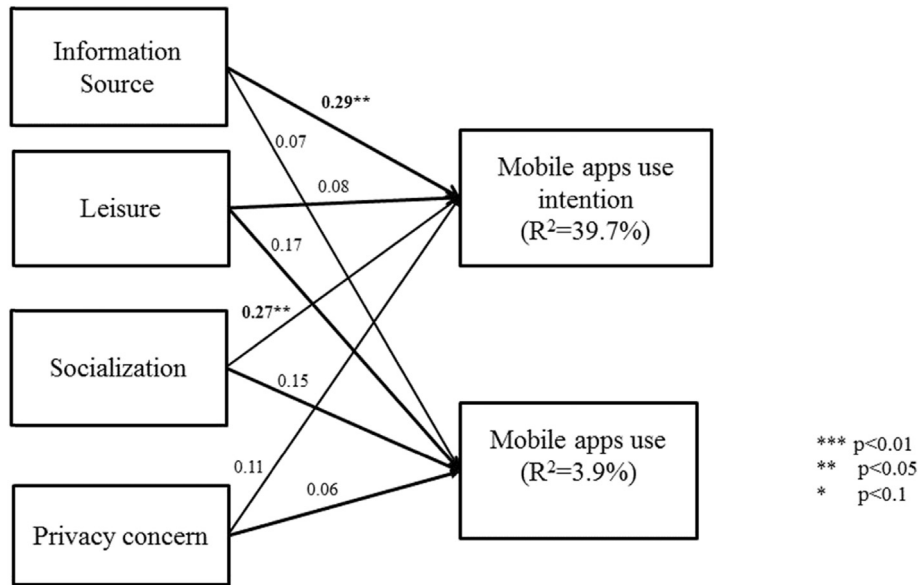 Information
Source
0.29**
0.07
Mobile apps use
intention
(R²=39.7%)
0.08
Leisure
0.17
0.27**
Socialization
0.15
Mobile apps use
(R²=3.9%)
0.11
0.06
Privacy concern
*** p<0.01
** p<0.05
* p<0.1